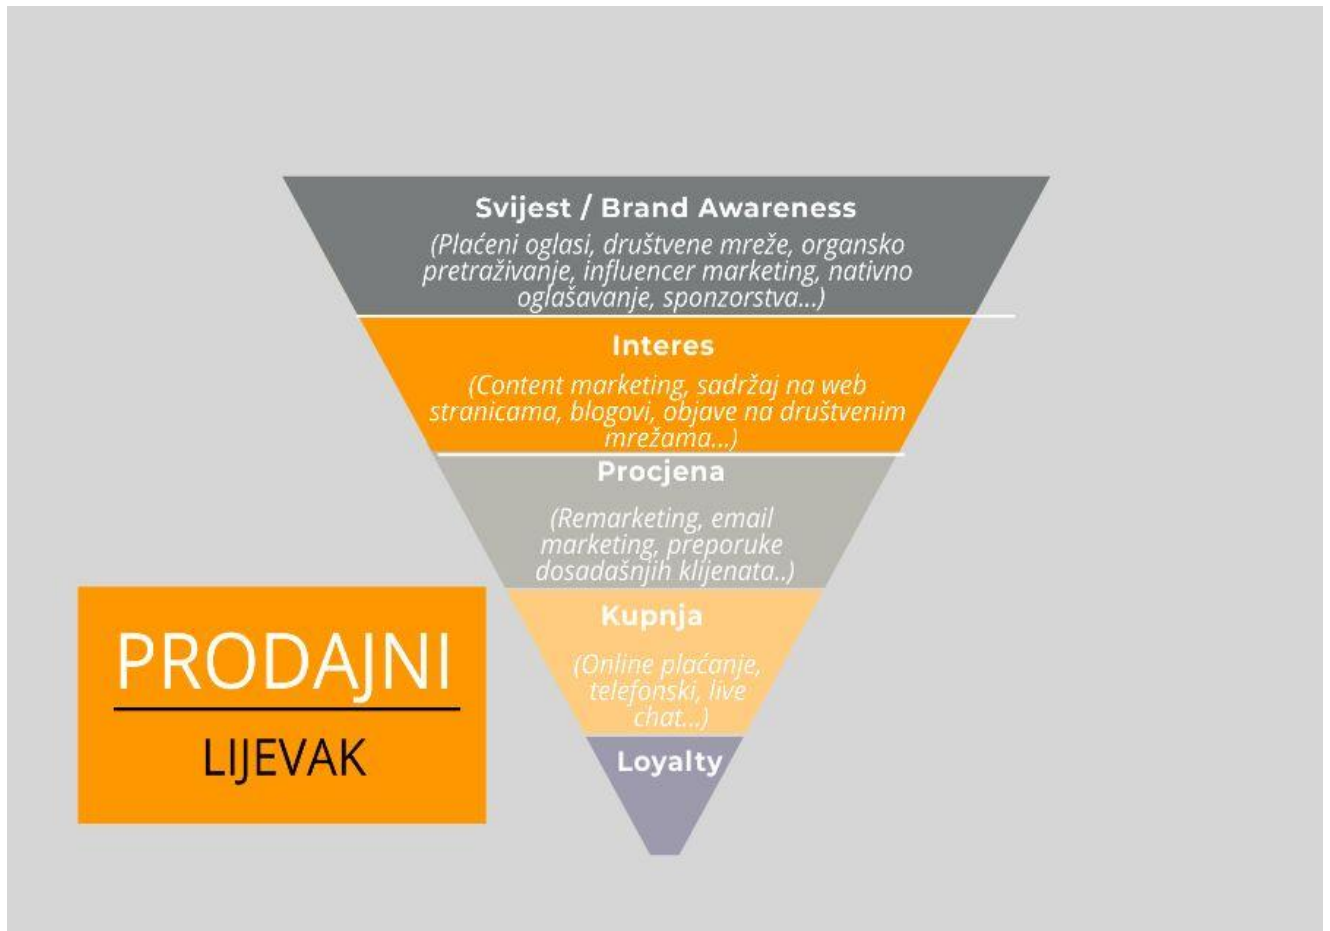 Svijest / Brand Awareness
(Plaćeni oglasi, društvene mreže, organsko
pretraživanje, influencer marketing, nativno
oglašavanje, sponzorstva...)
Interes
(Content marketing, sadržaj na web
stranicama, blogovi, objave na društvenim
mrežama...)
Procjena
(Remarketing, email
marketing, preporuke
dosadašnjih klijenata..)
Kupnja
(Online plaćanje,
telefonski, live
chat...)
Loyalty
PRODAJNI
LIJEVAK